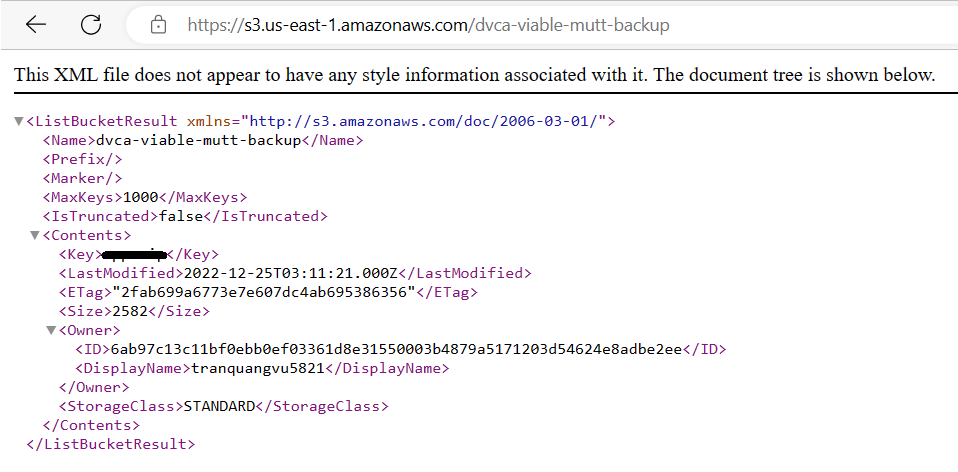 https://s3.us-east-1.amazonaws.com/dvca-viable-mutt-backup
This XML file does not appear to have any style information associated with it. The document tree is shown below.
▼<ListBucketResult xmlns="http://s3.amazonaws.com/doc/2006-03-01/">
<Name>dvca-viable-mutt-backup</Name>
<Prefix/>
<Marker/>
<MaxKeys>1000</MaxKeys>
<IsTruncated>false</IsTruncated>
▼<Contents>
<Key></Key>
<LastModified>2022-12-25T03:11:21.000Z</LastModified>
<ETag>"2fab699a6773e7e607dc4ab695386356"</ETag>
<Size>2582</Size>
▼<Owner>
<ID>6ab97c13c11bf0ebb0ef03361d8e31550003b4879a5171203d54624e8adbe2ee</ID>
<DisplayName>tranquangvu5821</DisplayName>
</Owner>
<StorageClass>STANDARD</StorageClass>
</Contents>
</ListBucketResult>